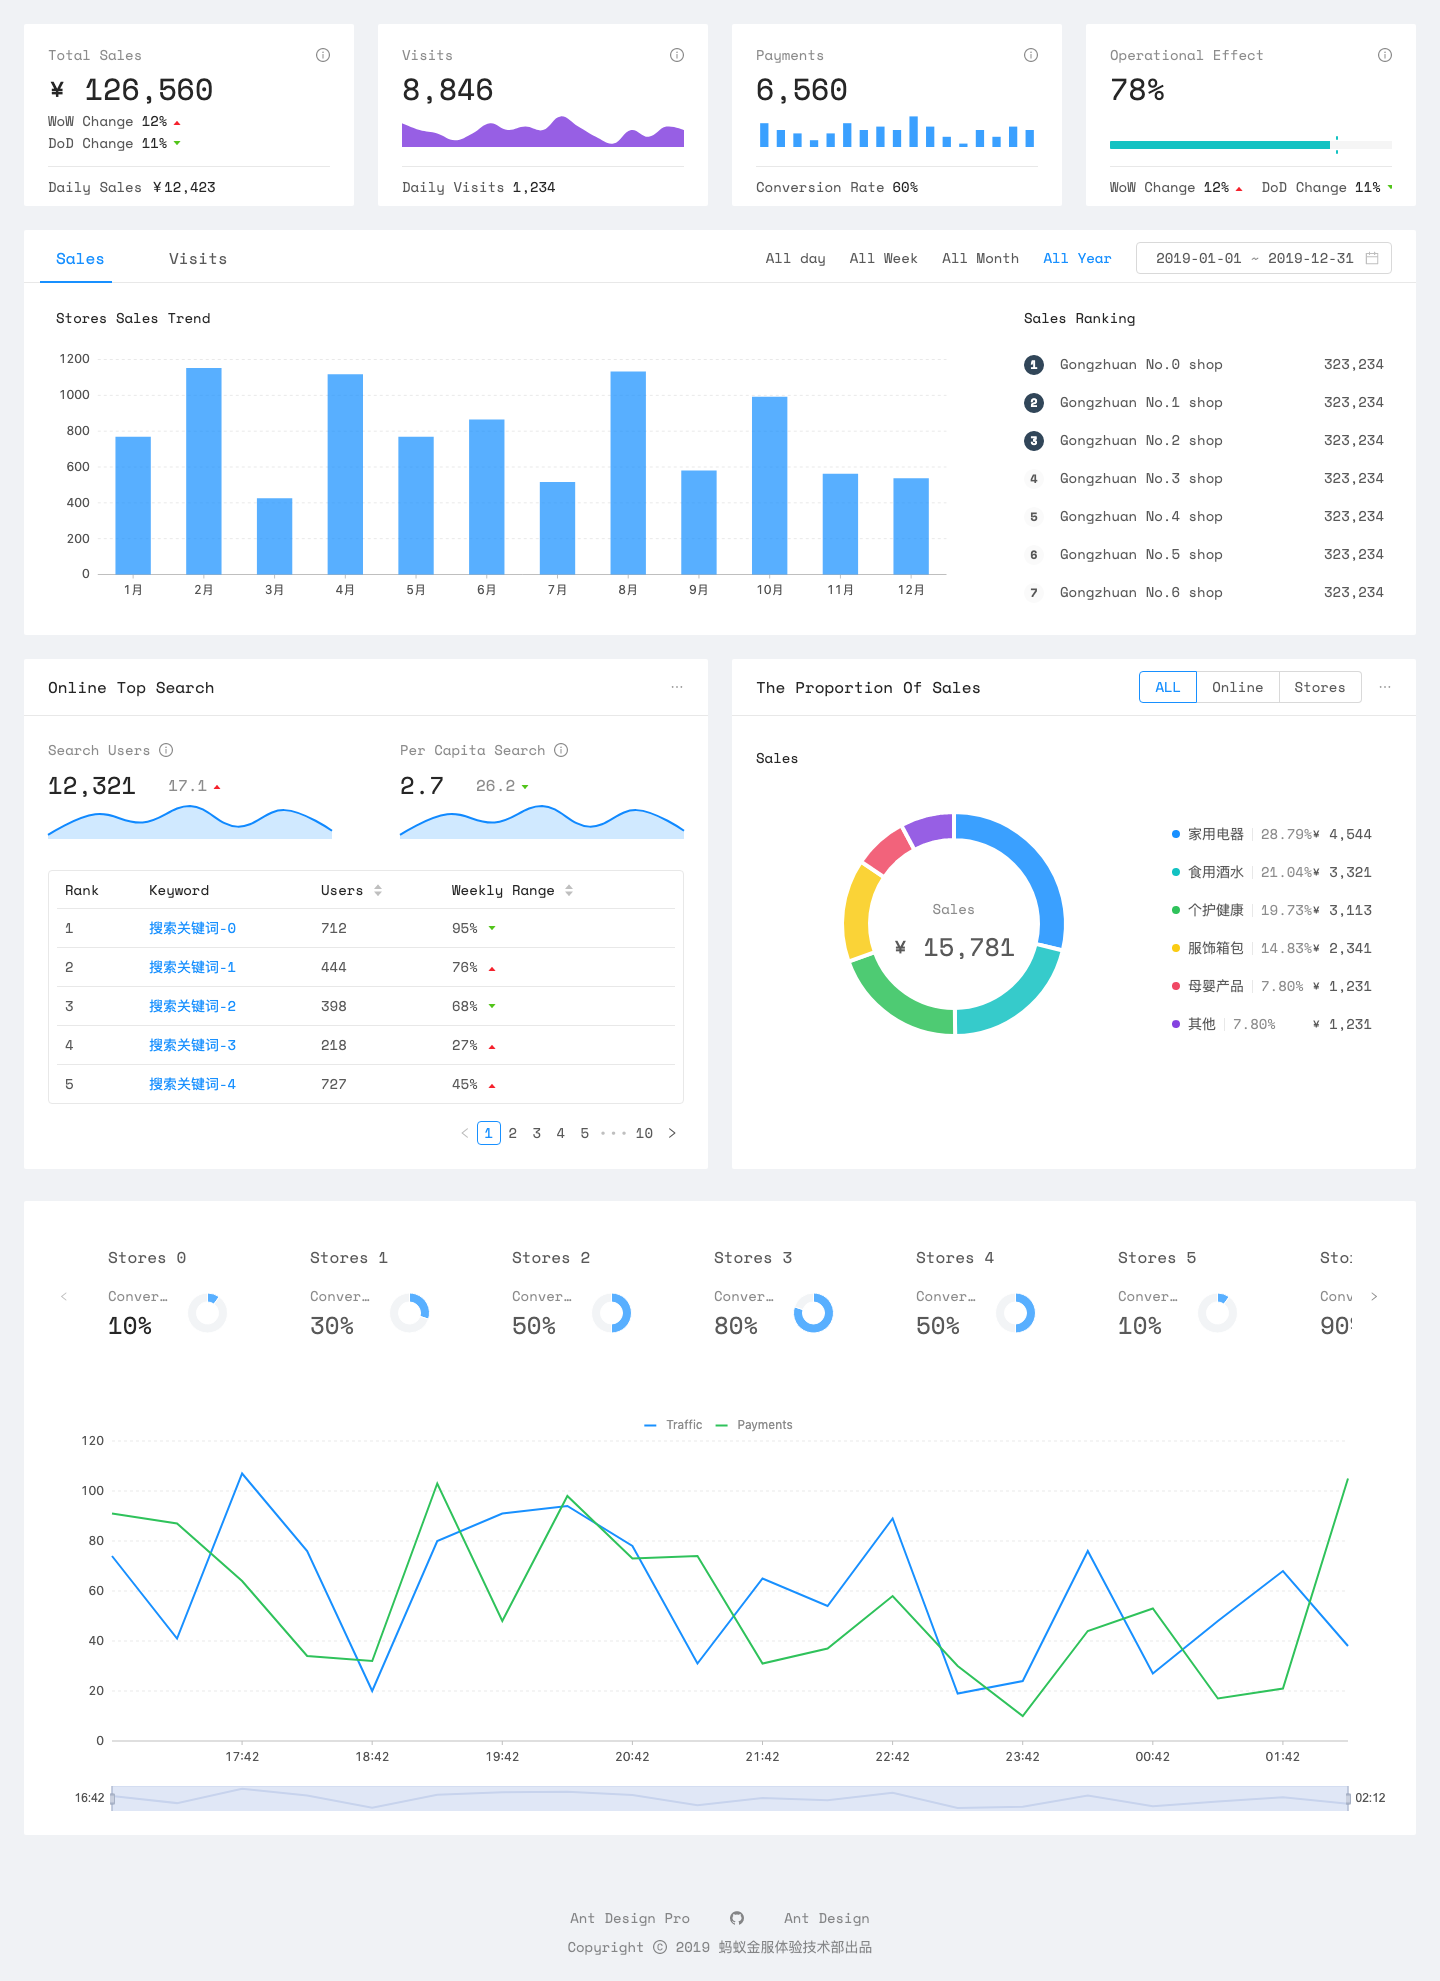 Total Sales
¥ 126,560
WoW Change 12%
DoD Change 11%
Daily Sales ¥12,423
Visits
8,846
Daily Visits 1,234
Payments
6,560
Conversion Rate 60%
Operational Effect
78%
WoW Change 12% DoD Change 11%
Sales Visits All day All Week All Month All Year 2019-01-01 ~ 2019-12-31
Stores Sales Trend
1200
1000
800
600
400
200
0
1月 2月 3月 4月 5月 6月 7月 8月 9月 10月 11月 12月
Sales Ranking
1 Gongzhuan No.0 shop 323,234
2 Gongzhuan No.1 shop 323,234
3 Gongzhuan No.2 shop 323,234
4 Gongzhuan No.3 shop 323,234
5 Gongzhuan No.4 shop 323,234
6 Gongzhuan No.5 shop 323,234
7 Gongzhuan No.6 shop 323,234
Online Top Search ···
Search Users
12,321 17.1
Per Capita Search
2.7 26.2
Rank Keyword Users Weekly Range
1 搜索关键词-0 712 95%
2 搜索关键词-1 444 76%
3 搜索关键词-2 398 68%
4 搜索关键词-3 218 27%
5 搜索关键词-4 727 45%
< 1 2 3 4 5 ••• 10 >
The Proportion Of Sales ALL Online Stores ···
Sales
Sales
¥ 15,781
家用电器 28.79% ¥ 4,544
食用酒水 21.04% ¥ 3,321
个护健康 19.73% ¥ 3,113
服饰箱包 14.83% ¥ 2,341
母婴产品 7.80% ¥ 1,231
其他 7.80% ¥ 1,231
Stores 0
Conver…
10%
Stores 1
Conver…
30%
Stores 2
Conver…
50%
Stores 3
Conver…
80%
Stores 4
Conver…
50%
Stores 5
Conver…
10%
Traffic Payments
120
100
80
60
40
20
0
17:42 18:42 19:42 20:42 21:42 22:42 23:42 00:42 01:42
16:42 02:12
Ant Design Pro Ant Design
Copyright © 2019 蚂蚁金服体验技术部出品